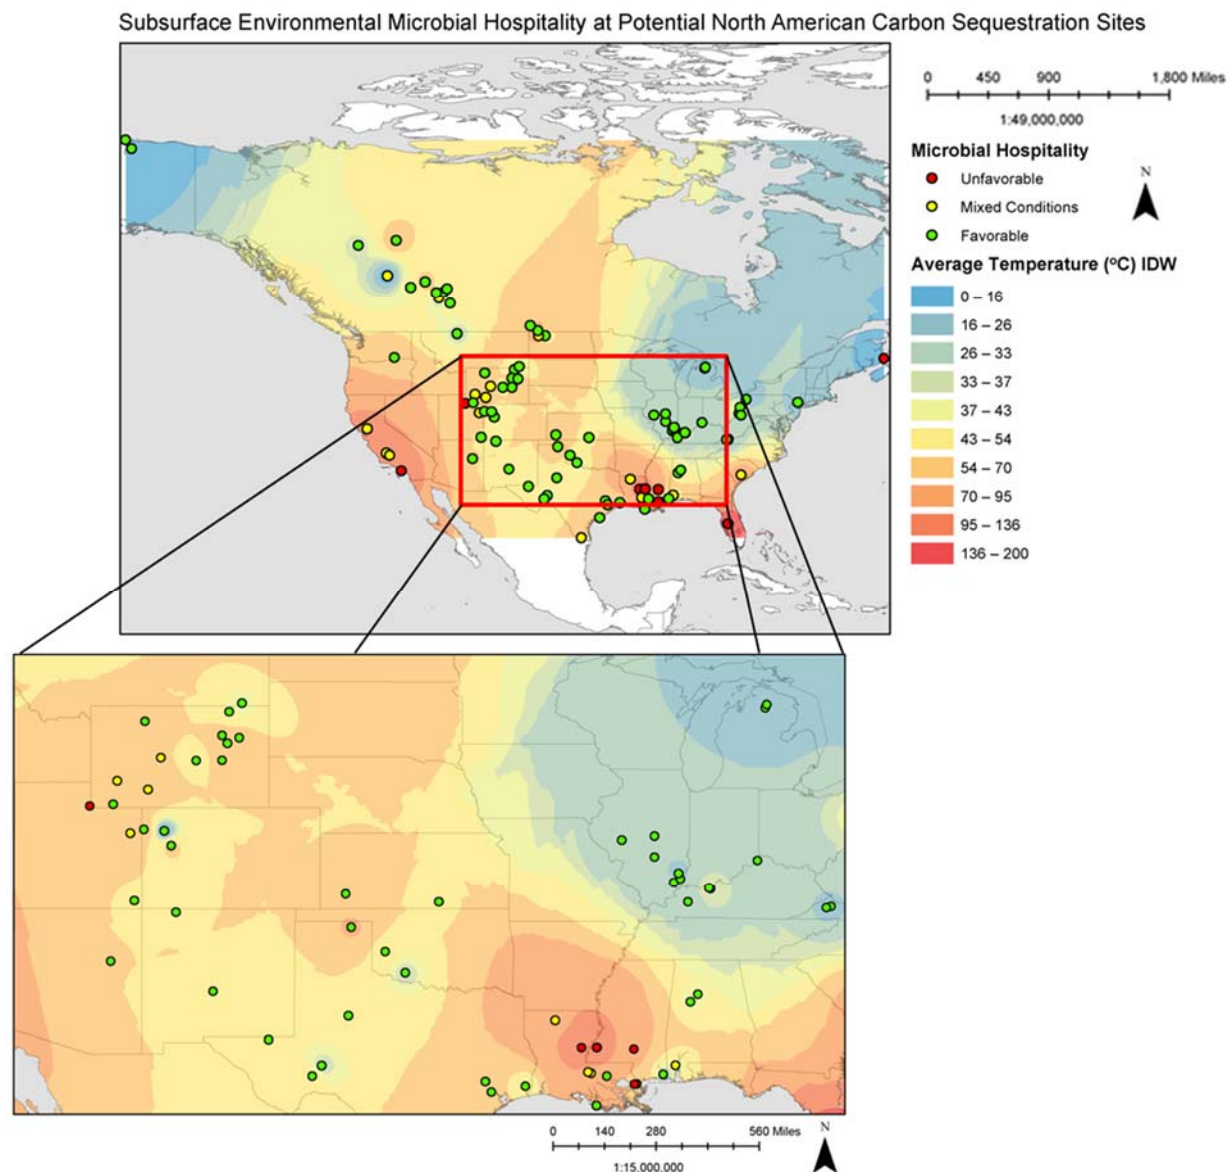 Subsurface Environmental Microbial Hospitality at Potential North American Carbon Sequestration Sites
0 450 900 1,800 Miles
1:49,000,000
Microbial Hospitality
N
Unfavorable
Mixed Conditions
Favorable
Average Temperature (ºC) IDW
0 – 16
16 – 26
26 – 33
33 – 37
37 – 43
43 – 54
54 – 70
70 – 95
95 – 136
136 – 200
0 140 280 560 Miles
N
1:15,000,000